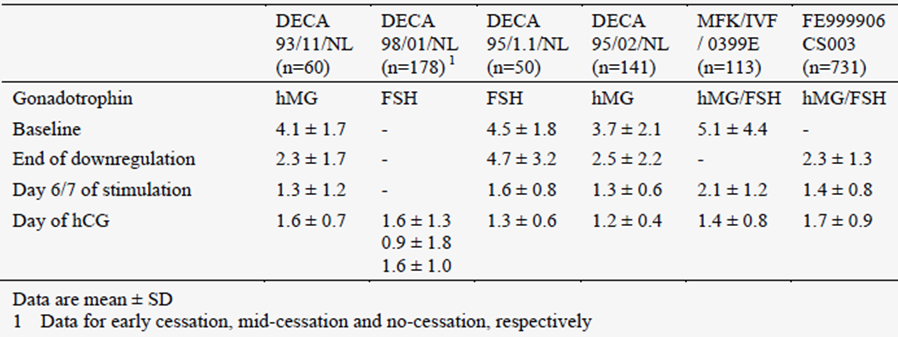 DECA 93/11/NL (n=60) DECA 98/01/NL (n=178) 1 DECA 95/1.1/NL (n=50) DECA 95/02/NL (n=141) MFK/IVF / 0399E (n=113) FE999906 CS003 (n=731)
Gonadotrophin hMG FSH FSH hMG hMG/FSH hMG/FSH
Baseline 4.1 ± 1.7 - 4.5 ± 1.8 3.7 ± 2.1 5.1 ± 4.4 -
End of downregulation 2.3 ± 1.7 - 4.7 ± 3.2 2.5 ± 2.2 - 2.3 ± 1.3
Day 6/7 of stimulation 1.3 ± 1.2 - 1.6 ± 0.8 1.3 ± 0.6 2.1 ± 1.2 1.4 ± 0.8
Day of hCG 1.6 ± 0.7 1.6 ± 1.3 1.3 ± 0.6 1.2 ± 0.4 1.4 ± 0.8 1.7 ± 0.9
0.9 ± 1.8
1.6 ± 1.0
Data are mean ± SD
1 Data for early cessation, mid-cessation and no-cessation, respectively